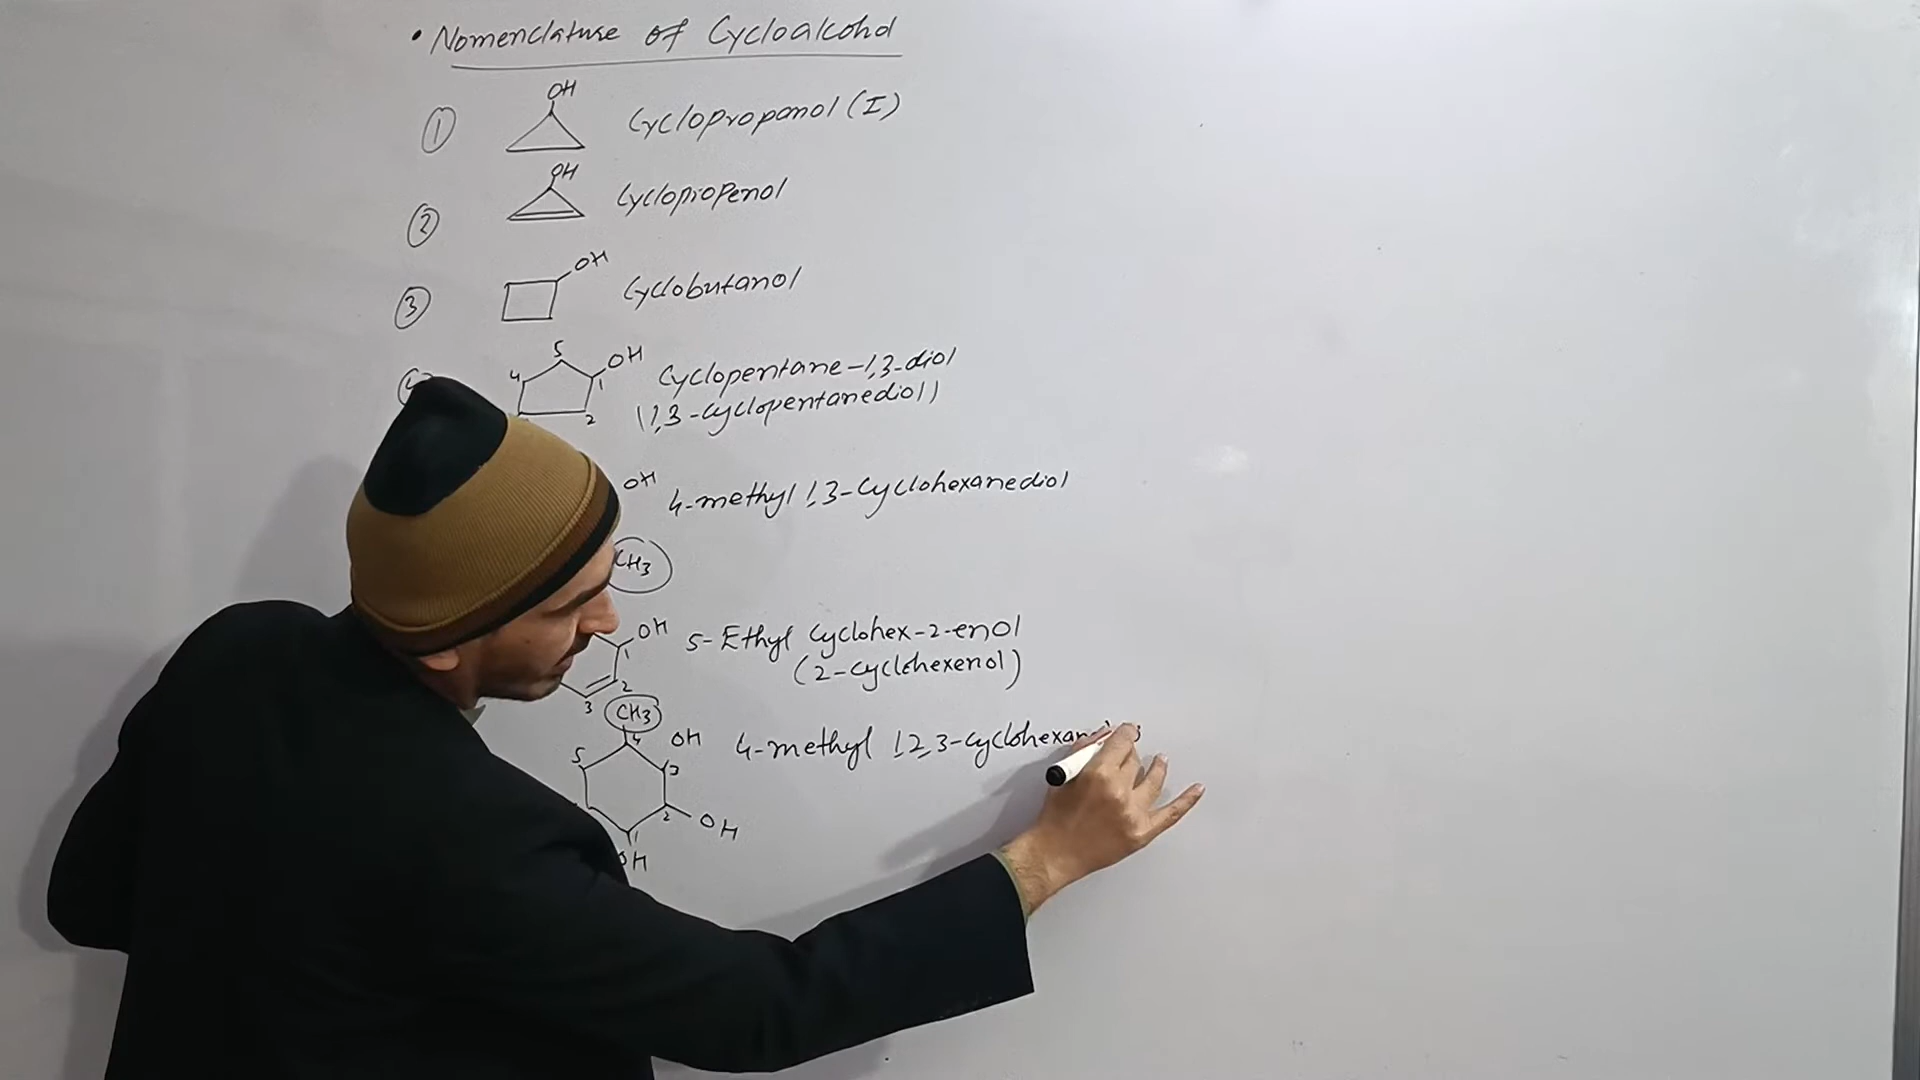 • Nomenclature of Cycloalcohol
① OH Cyclopropanol (I)
② OH Cyclopropenol
③ OH Cyclobutanol
5
4 1 OH Cyclopentane-1,3-diol
2 (1,3-cyclopentanediol)
OH 4-methyl 1,3-Cyclohexanediol
CH3
OH 5-Ethyl Cyclohex-2-enol
1 (2-cyclohexenol)
2
3
CH3
4 OH 4-methyl 1,2,3-cyclohexan
5 3
2 OH
1
OH